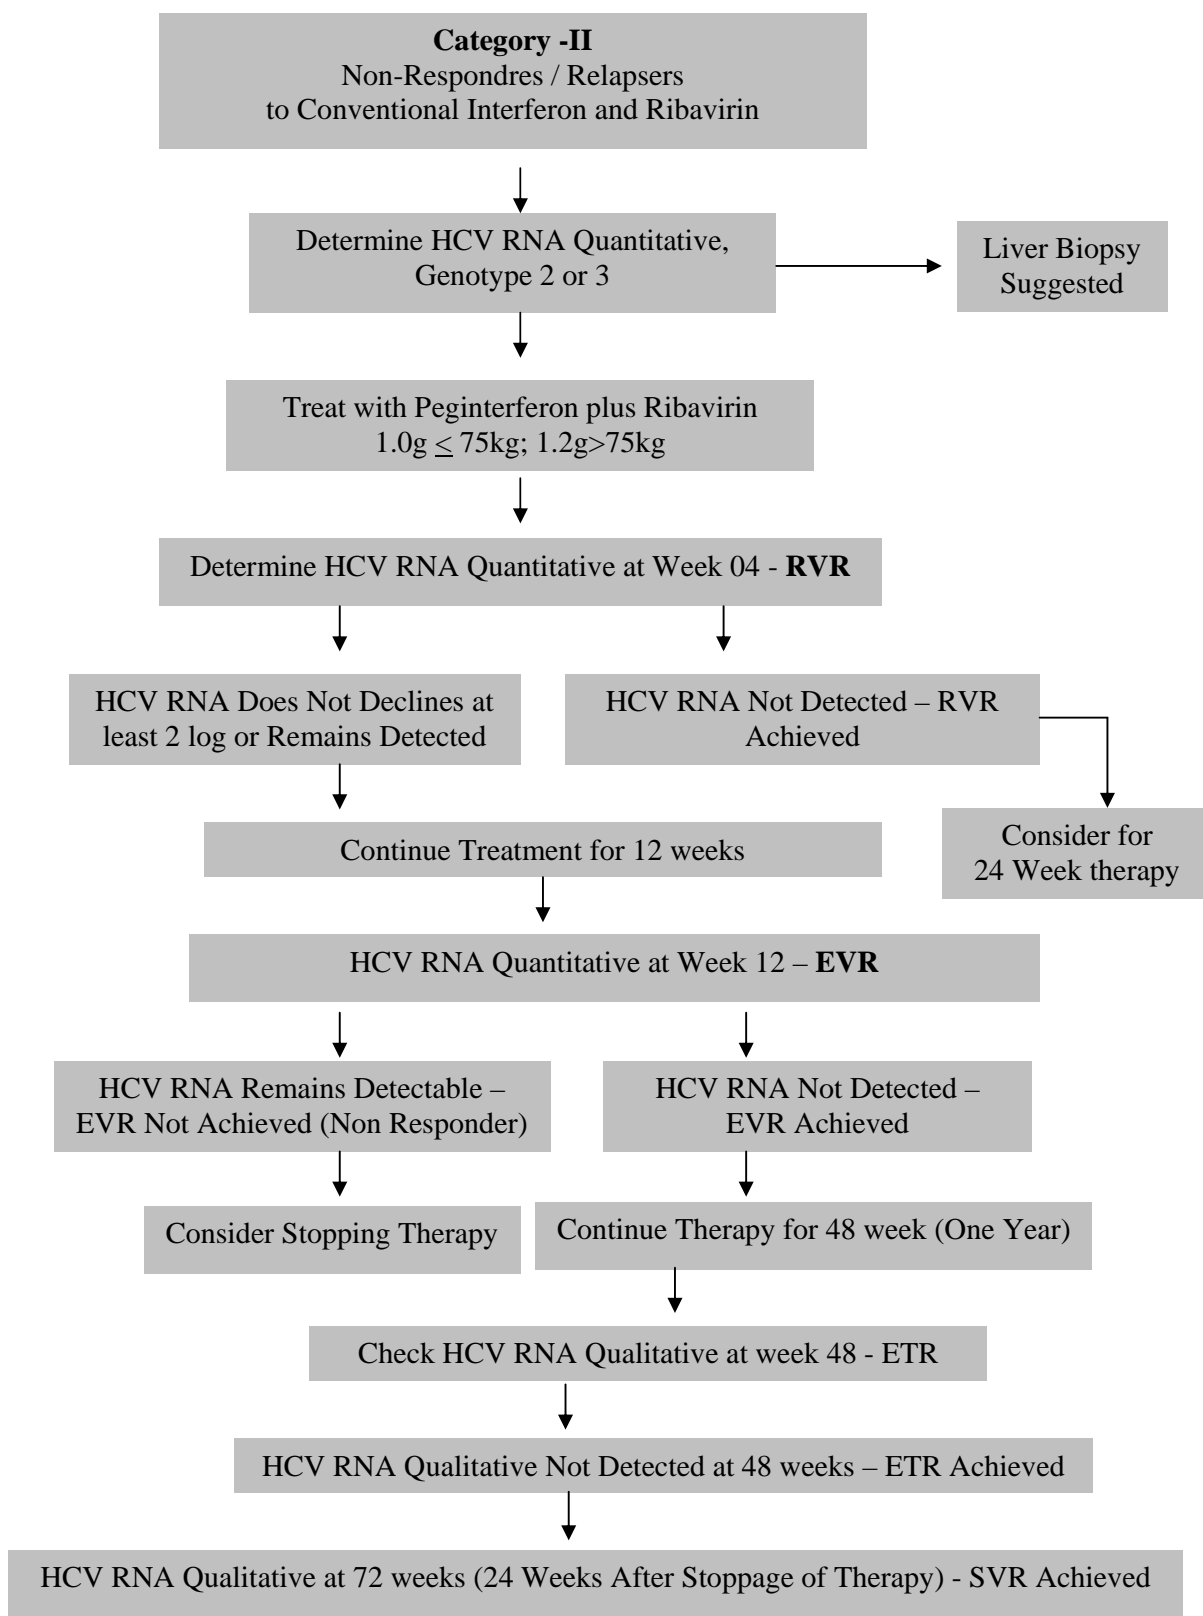 Category -II
Non-Respondres / Relapsers
to Conventional Interferon and Ribavirin
Determine HCV RNA Quantitative,
Genotype 2 or 3
Liver Biopsy
Suggested
Treat with Peginterferon plus Ribavirin
1.0g ≤ 75kg; 1.2g>75kg
Determine HCV RNA Quantitative at Week 04 - RVR
HCV RNA Does Not Declines at
least 2 log or Remains Detected
HCV RNA Not Detected – RVR
Achieved
Continue Treatment for 12 weeks
Consider for
24 Week therapy
HCV RNA Quantitative at Week 12 – EVR
HCV RNA Remains Detectable –
EVR Not Achieved (Non Responder)
HCV RNA Not Detected –
EVR Achieved
Consider Stopping Therapy
Continue Therapy for 48 week (One Year)
Check HCV RNA Qualitative at week 48 - ETR
HCV RNA Qualitative Not Detected at 48 weeks – ETR Achieved
HCV RNA Qualitative at 72 weeks (24 Weeks After Stoppage of Therapy) - SVR Achieved